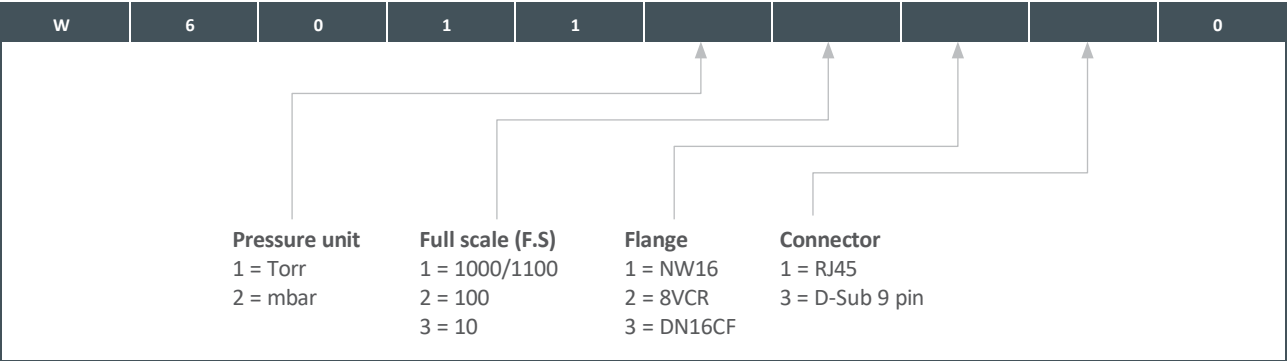 W 6 0 1 1 0
Pressure unit Full scale (F.S) Flange Connector
1 = Torr 1 = 1000/1100 1 = NW16 1 = RJ45
2 = mbar 2 = 100 2 = 8VCR 3 = D-Sub 9 pin
3 = 10 3 = DN16CF